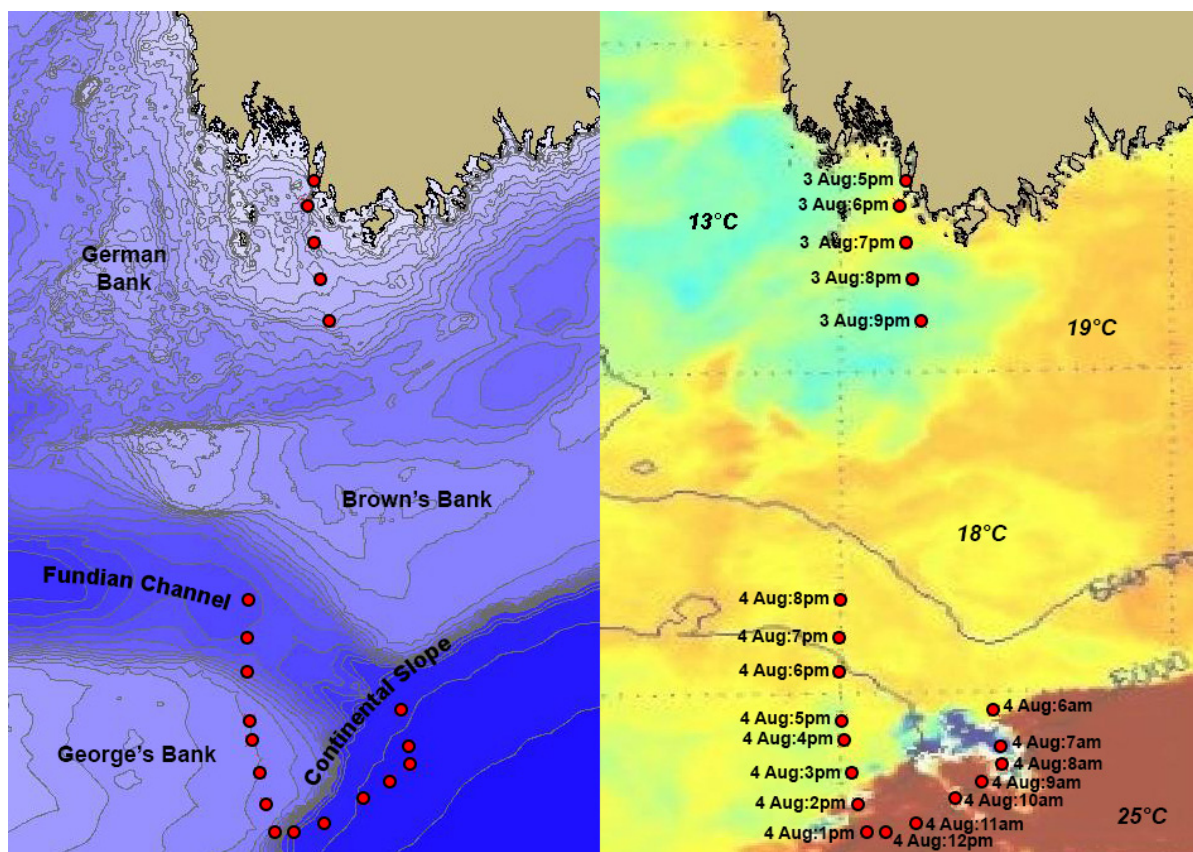 German
Bank
Brown's Bank
Fundian Channel
Continental Slope
George's Bank
3 Aug:5pm
3 Aug:6pm
13°C
3 Aug:7pm
3 Aug:8pm
3 Aug:9pm
19°C
18°C
4 Aug:8pm
4 Aug:7pm
4 Aug:6pm
4 Aug:6am
4 Aug:5pm
4 Aug:4pm
4 Aug:7am
4 Aug:8am
4 Aug:3pm
4 Aug:9am
4 Aug:10am
4 Aug:2pm
4 Aug:11am
25°C
4 Aug:1pm
4 Aug:12pm